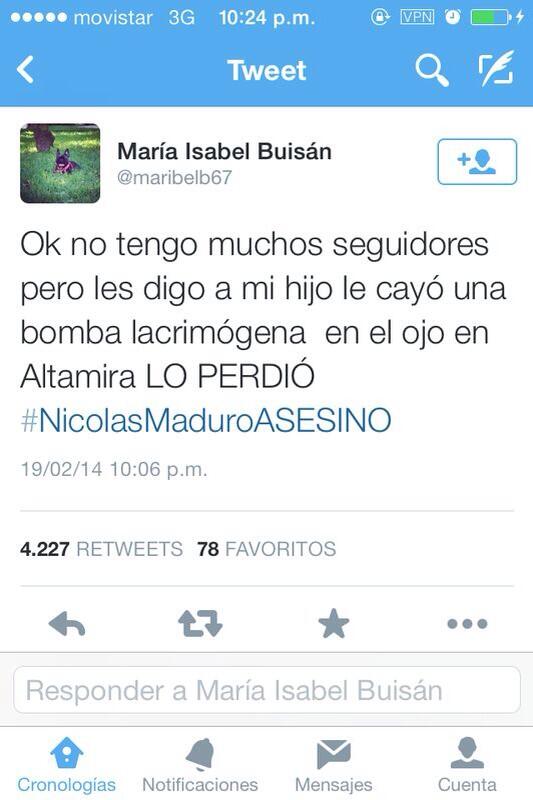 movistar 3G 10:24 p.m. VPN
Tweet
María Isabel Buisán
@maribelb67
Ok no tengo muchos seguidores
pero les digo a mi hijo le cayó una
bomba lacrimógena en el ojo en
Altamira LO PERDIÓ
#NicolasMaduroASESINO
19/02/14 10:06 p.m.
4.227 RETWEETS 78 FAVORITOS
Responder a María Isabel Buisán
Cronologías Notificaciones Mensajes Cuenta